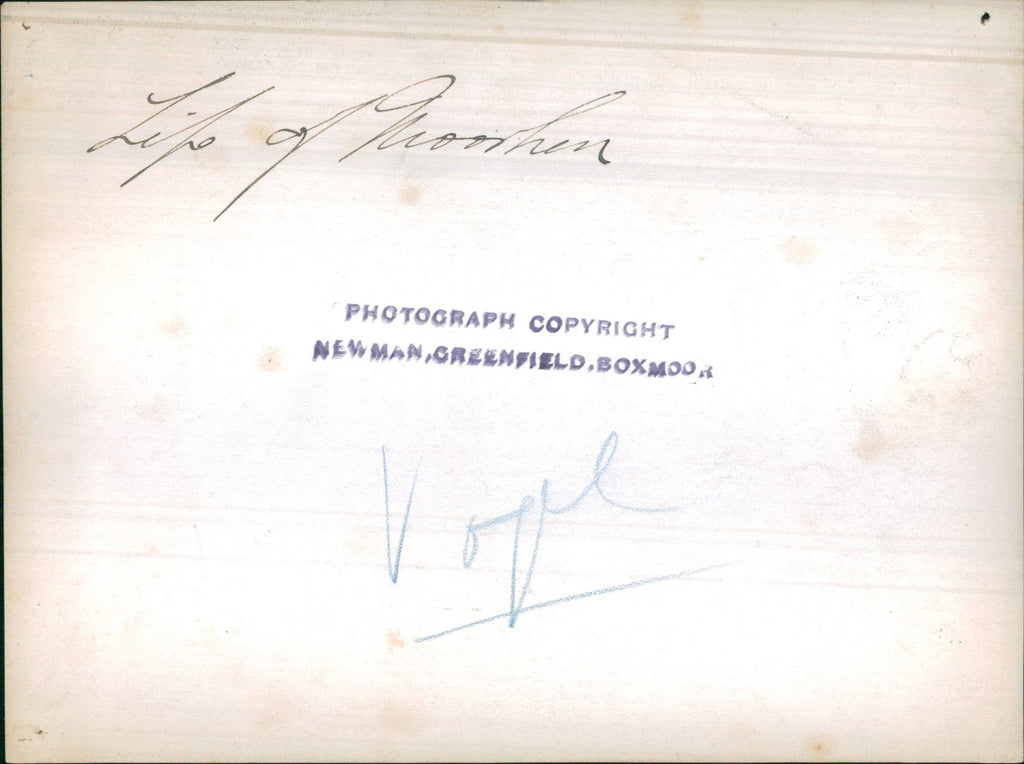 Life of Moorhen
PHOTOGRAPH COPYRIGHT
NEWMAN, GREENFIELD, BOXMOOR
Vogel